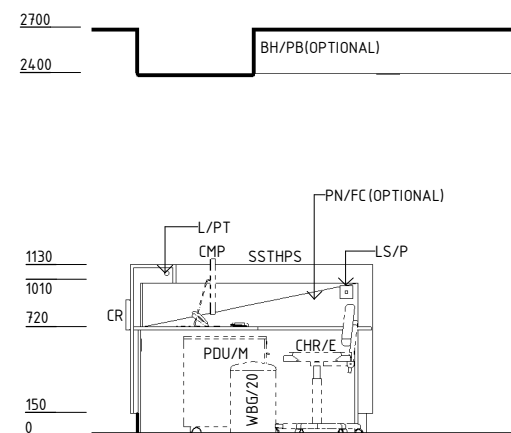 2700
BH/PB(OPTIONAL)
2400
PN/FC(OPTIONAL)
L/PT
CMP
SSTHPS
LS/P
1130
1010
CR
720
PDU/M
CHR/E
WBG/20
150
0